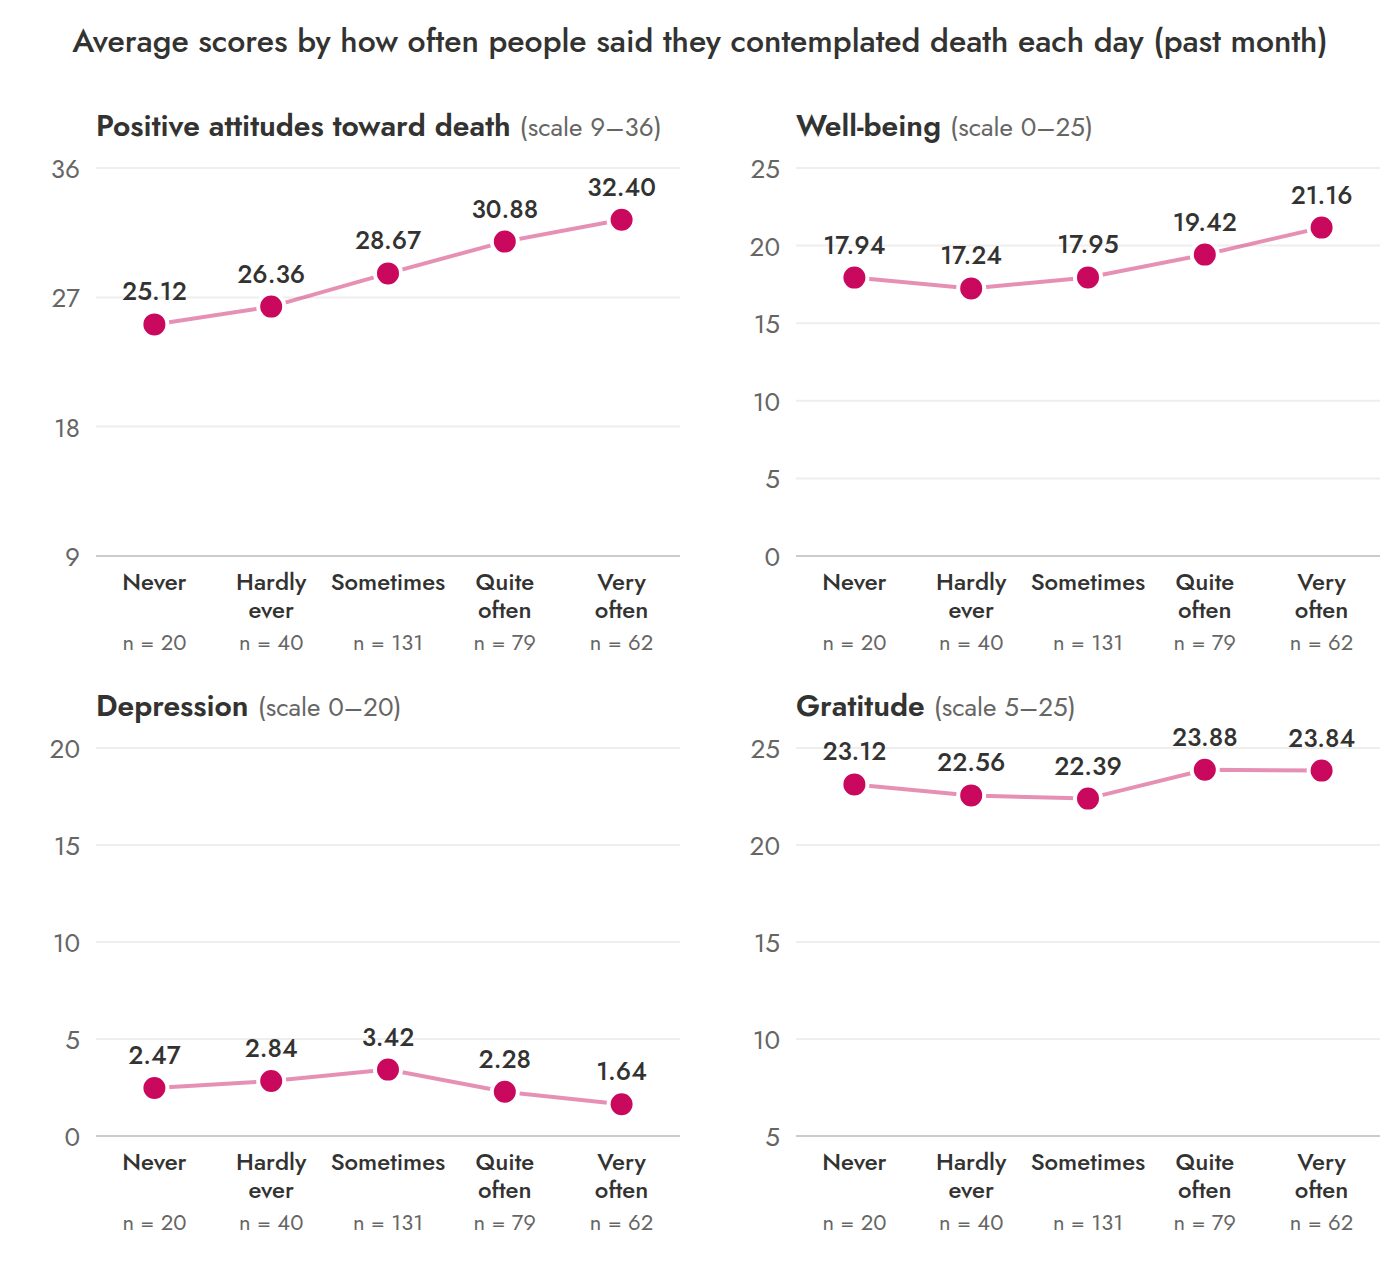 Average scores by how often people said they contemplated death each day (past month)
Positive attitudes toward death (scale 9–36)
36
27
18
9
25.12
26.36
28.67
30.88
32.40
Never
Hardly
ever
Sometimes
Quite
often
Very
often
n = 20
n = 40
n = 131
n = 79
n = 62
Well-being (scale 0–25)
25
20
15
10
5
0
17.94
17.24
17.95
19.42
21.16
Never
Hardly
ever
Sometimes
Quite
often
Very
often
n = 20
n = 40
n = 131
n = 79
n = 62
Depression (scale 0–20)
20
15
10
5
0
2.47
2.84
3.42
2.28
1.64
Never
Hardly
ever
Sometimes
Quite
often
Very
often
n = 20
n = 40
n = 131
n = 79
n = 62
Gratitude (scale 5–25)
25
20
15
10
5
23.12
22.56
22.39
23.88
23.84
Never
Hardly
ever
Sometimes
Quite
often
Very
often
n = 20
n = 40
n = 131
n = 79
n = 62